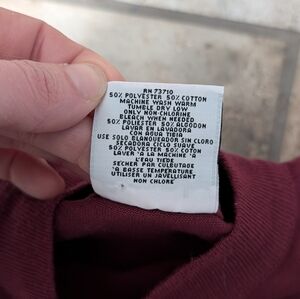 RN 73710
50% POLYESTER 50% COTTON
MACHINE WASH WARM
TUMBLE DRY LOW
ONLY NON-CHLORINE
BLEACH WHEN NEEDED
50% POLIESTER 50% ALGODON
LAVAR EN LAVADORA
CON AGUA TIBIA
USE SOLO BLANQUEADOR SIN CLORO
SECADORA CICLO SUAVE
50% POLYESTER 50% COTON
LAVER 'A LA MACHINE 'A
L'EAU TIEDE
SECHER PAR CULBUTAGE
'A BASSE TEMPERATURE
UTILISER UN JAVELLISANT
NON CHLORE